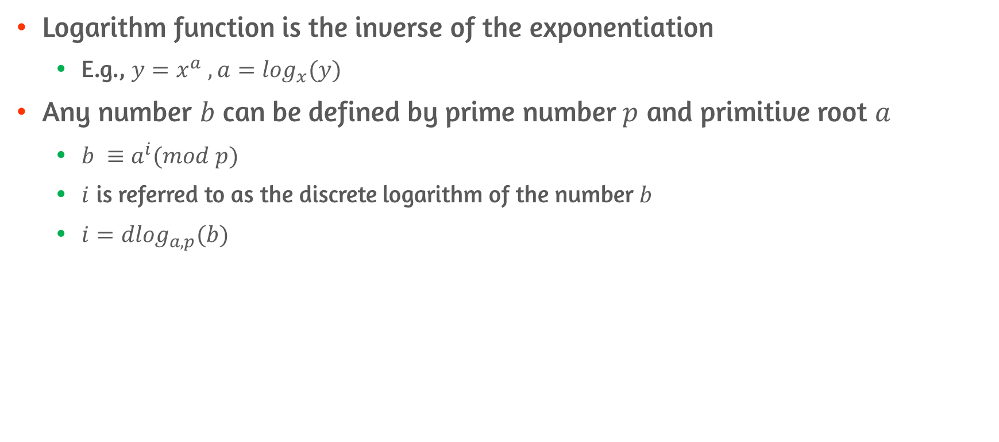 • Logarithm function is the inverse of the exponentiation
• E.g., $y = x^a, a = log_x(y)$
• Any number $b$ can be defined by prime number $p$ and primitive root $a$
• $b \equiv a^i (mod\ p)$
• $i$ is referred to as the discrete logarithm of the number $b$
• $i = dlog_{a,p}(b)$